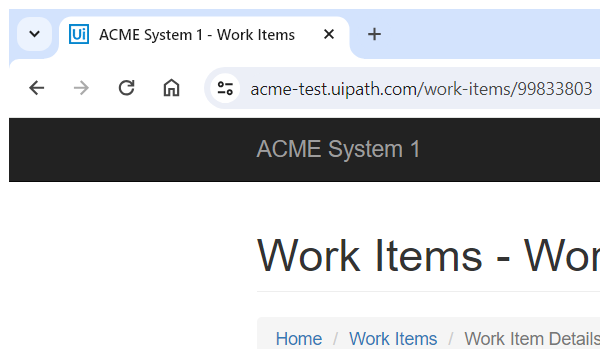 Ui ACME System 1 - Work Items
acme-test.uipath.com/work-items/99833803
ACME System 1
Work Items - Wor
Home / Work Items / Work Item Details